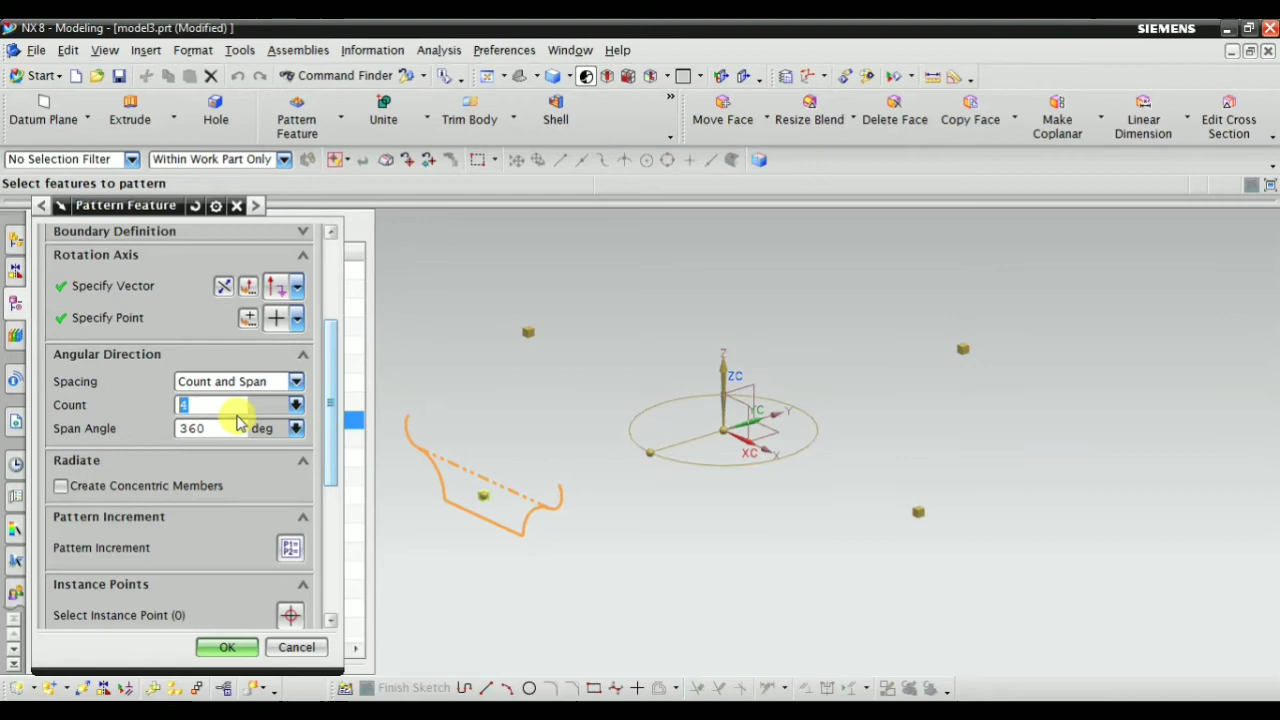 NX 8 - Modeling - [model3.prt (Modified) ]
SIEMENS
File Edit View Insert Format Tools Assemblies Information Analysis Preferences Window Help
Start
Command Finder
Datum Plane
Extrude
Hole
Pattern Feature
Unite
Trim Body
Shell
Move Face
Resize Blend
Delete Face
Copy Face
Make Coplanar
Linear Dimension
Edit Cross Section
No Selection Filter
Within Work Part Only
Select features to pattern
Pattern Feature
Boundary Definition
Rotation Axis
Specify Vector
Specify Point
Angular Direction
Spacing Count and Span
Count 4
Span Angle 360 deg
Radiate
Create Concentric Members
Pattern Increment
Pattern Increment
P1=
P2=
Instance Points
Select Instance Point (0)
OK Cancel
Z
ZC
YC
Y
XC
X
Finish Sketch